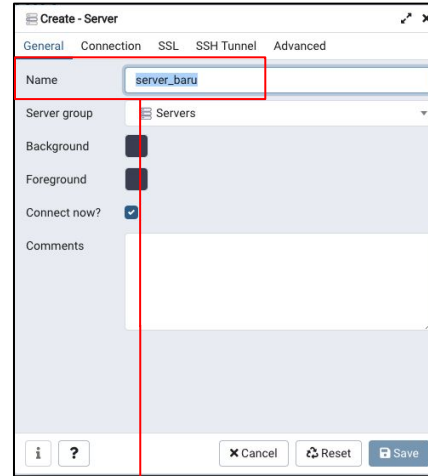 Create - Server
General Connection SSL SSH Tunnel Advanced
Name server_baru
Server group Servers
Background
Foreground
Connect now?
Comments
i ? Cancel Reset Save